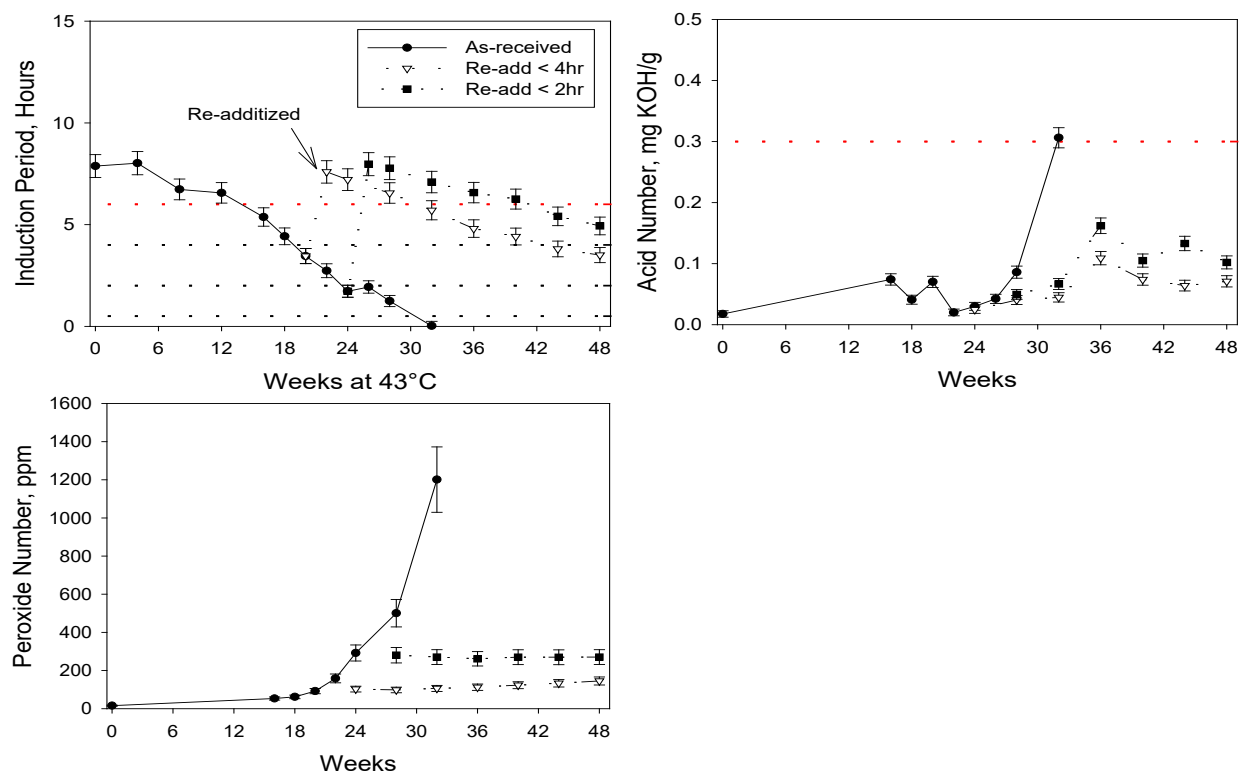 15
10
5
0
Induction Period, Hours
As-received
Re-add < 4hr
Re-add < 2hr
Re-additized
0 6 12 18 24 30 36 42 48
Weeks at 43°C
0.5
0.4
0.3
0.2
0.1
0.0
Acid Number, mg KOH/g
0 6 12 18 24 30 36 42 48
Weeks
1600
1400
1200
1000
800
600
400
200
0
Peroxide Number, ppm
0 6 12 18 24 30 36 42 48
Weeks